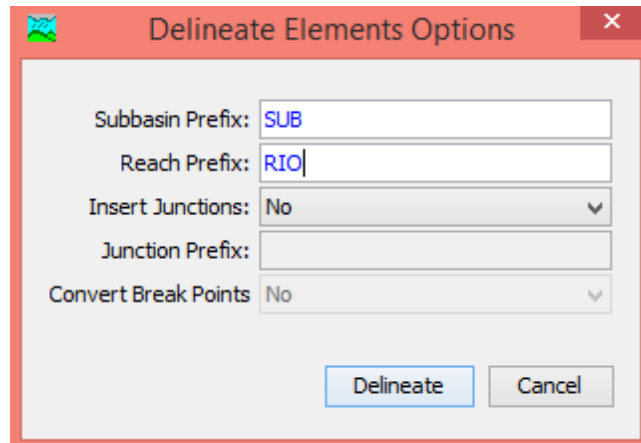 Delineate Elements Options
Subbasin Prefix: SUB
Reach Prefix: RIO
Insert Junctions: No
Junction Prefix:
Convert Break Points No
Delineate Cancel